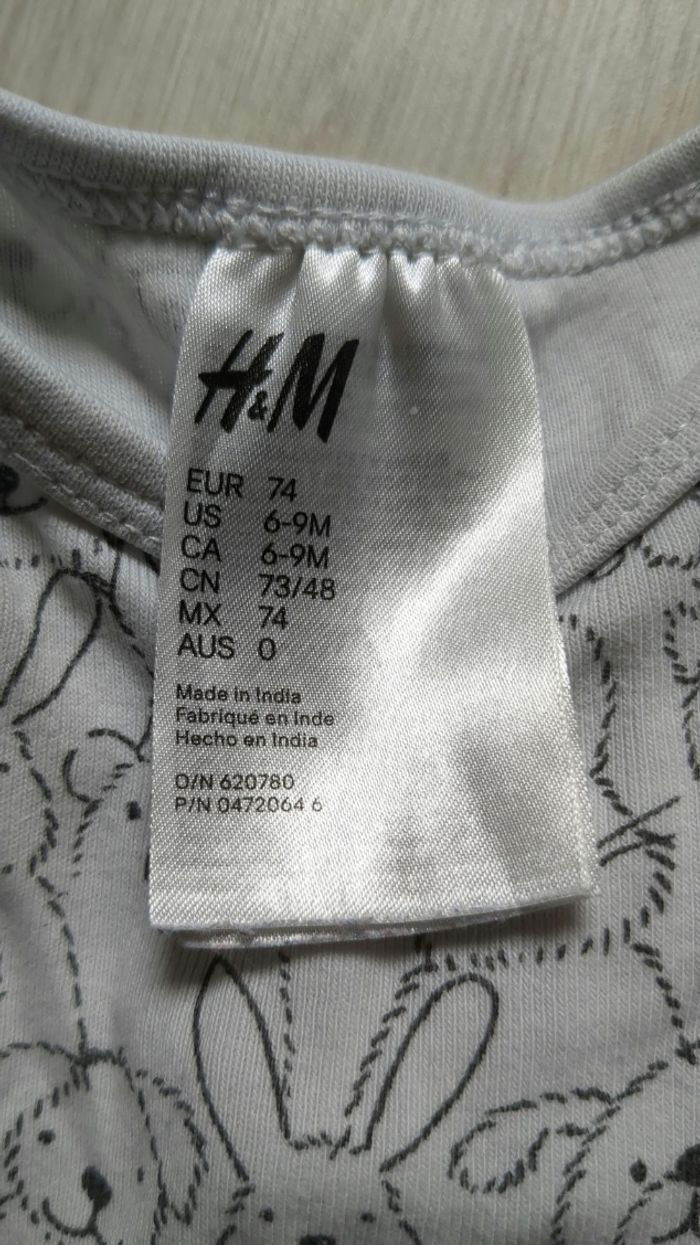 H&M
EUR 74
US 6-9M
CA 6-9M
CN 73/48
MX 74
AUS 0
Made in India
Fabriqué en Inde
Hecho en India
O/N 620780
P/N 0472064 6